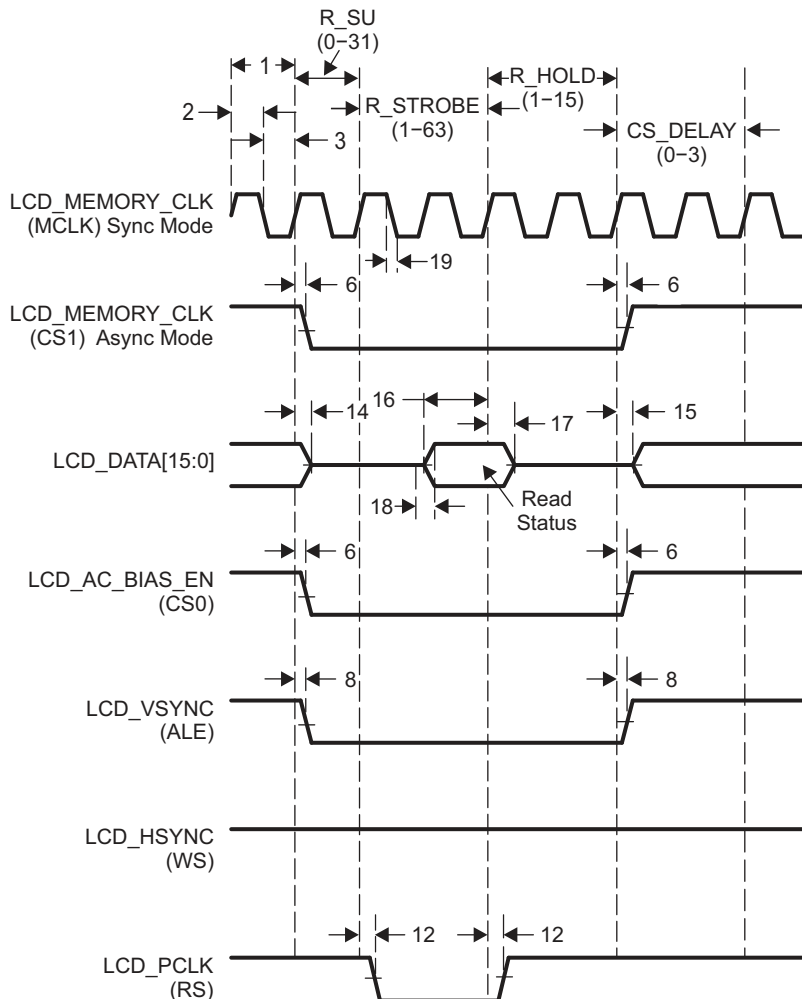 R_SU
(0−31)
1
R_HOLD
(1−15)
2
R_STROBE
(1−63)
3
CS_DELAY
(0−3)
LCD_MEMORY_CLK
(MCLK) Sync Mode
19
6
6
LCD_MEMORY_CLK
(CS1) Async Mode
16
14
17
15
LCD_DATA[15:0]
18
Read
Status
6
6
LCD_AC_BIAS_EN
(CS0)
8
8
LCD_VSYNC
(ALE)
LCD_HSYNC
(WS)
12
12
LCD_PCLK
(RS)